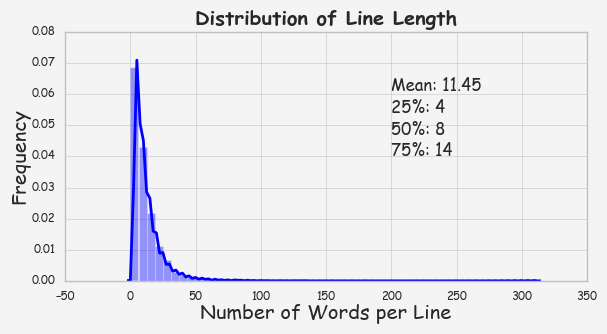 Distribution of Line Length
0.08
0.07
0.06
0.05
0.04
0.03
0.02
0.01
0.00
Frequency
Mean: 11.45
25%: 4
50%: 8
75%: 14
-50 0 50 100 150 200 250 300 350
Number of Words per Line